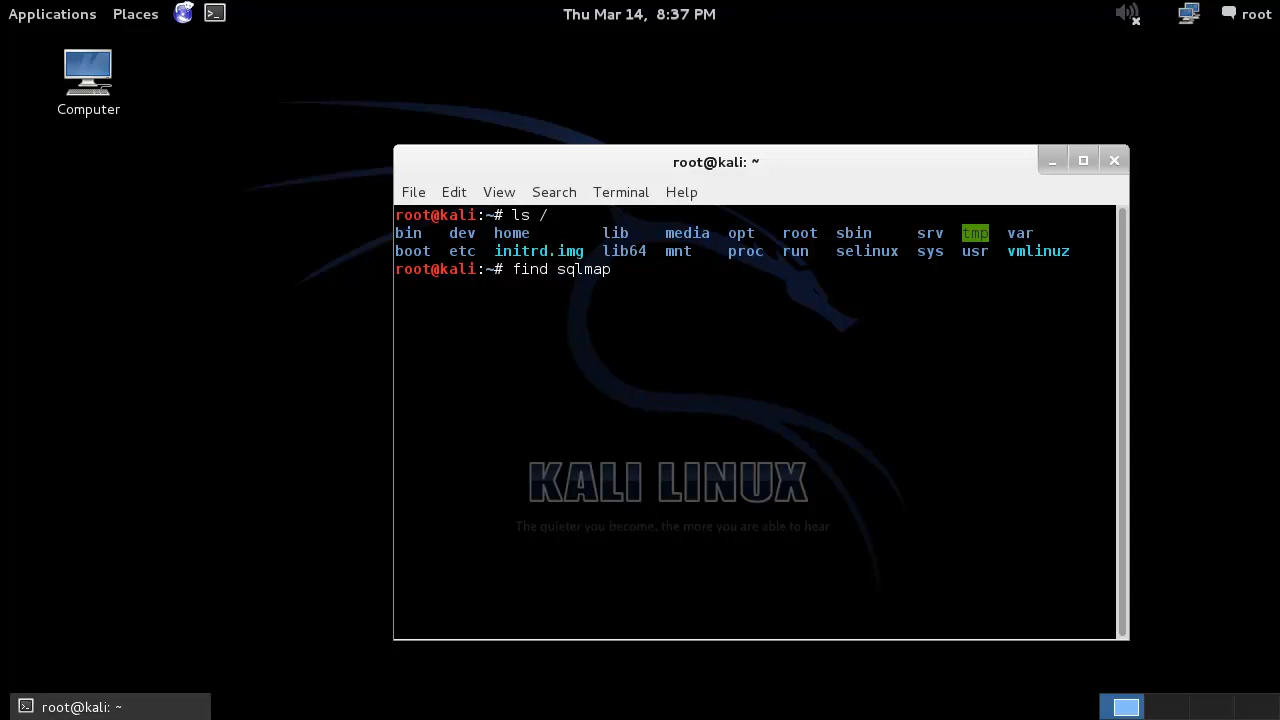 Applications Places Thu Mar 14, 8:37 PM root
Computer
root@kali: ~
File Edit View Search Terminal Help
root@kali:~# ls /
bin dev home lib media opt root sbin srv tmp var
boot etc initrd.img lib64 mnt proc run selinux sys usr vmlinuz
root@kali:~# find sqlmap
KALI LINUX
The quieter you become, the more you are able to hear
root@kali: ~